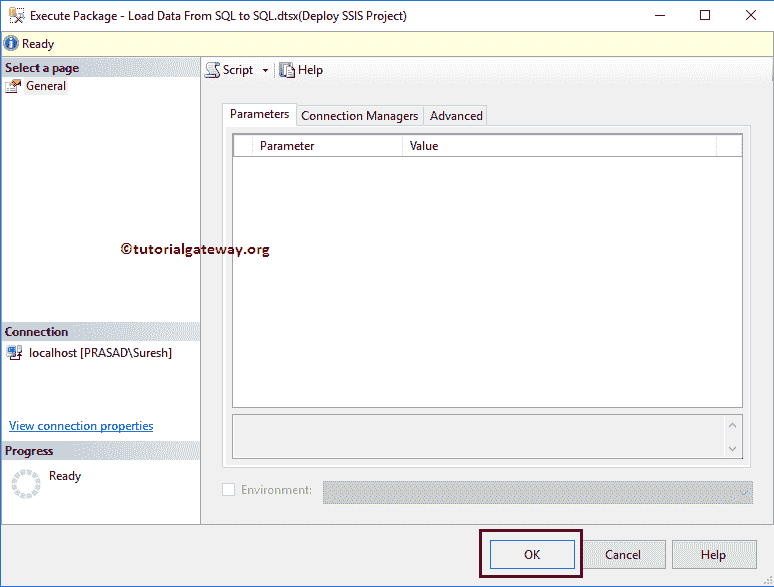 Execute Package - Load Data From SQL to SQL.dtsx(Deploy SSIS Project)
Ready
Select a page
General
Script
Help
Parameters
Connection Managers
Advanced
Parameter
Value
©tutorialgateway.org
Connection
localhost [PRASAD\Suresh]
View connection properties
Progress
Ready
Environment:
OK
Cancel
Help